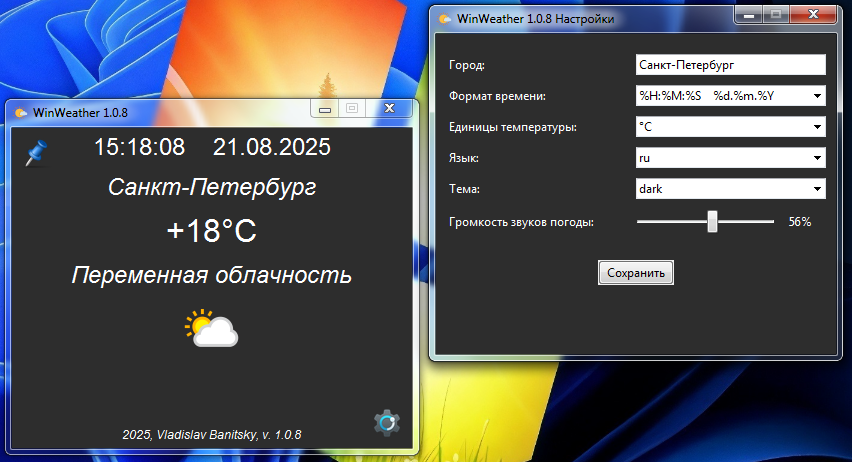 WinWeather 1.0.8
15:18:08 21.08.2025
Санкт-Петербург
+18°C
Переменная облачность
2025, Vladislav Banitsky, v. 1.0.8
WinWeather 1.0.8 Настройки
Город: Санкт-Петербург
Формат времени: %H:%M:%S %d.%m.%Y
Единицы температуры: °C
Язык: ru
Тема: dark
Громкость звуков погоды: 56%
Сохранить